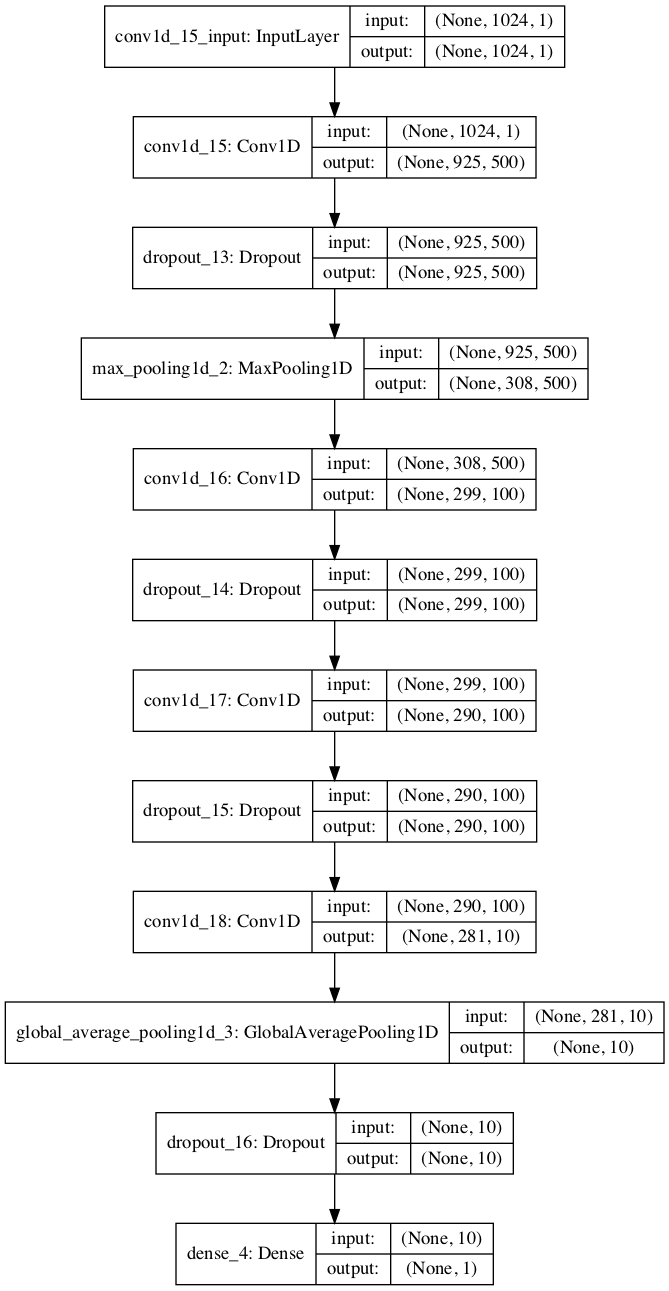 conv1d_15_input: InputLayer
input: (None, 1024, 1)
output: (None, 1024, 1)
conv1d_15: Conv1D
input: (None, 1024, 1)
output: (None, 925, 500)
dropout_13: Dropout
input: (None, 925, 500)
output: (None, 925, 500)
max_pooling1d_2: MaxPooling1D
input: (None, 925, 500)
output: (None, 308, 500)
conv1d_16: Conv1D
input: (None, 308, 500)
output: (None, 299, 100)
dropout_14: Dropout
input: (None, 299, 100)
output: (None, 299, 100)
conv1d_17: Conv1D
input: (None, 299, 100)
output: (None, 290, 100)
dropout_15: Dropout
input: (None, 290, 100)
output: (None, 290, 100)
conv1d_18: Conv1D
input: (None, 290, 100)
output: (None, 281, 10)
global_average_pooling1d_3: GlobalAveragePooling1D
input: (None, 281, 10)
output: (None, 10)
dropout_16: Dropout
input: (None, 10)
output: (None, 10)
dense_4: Dense
input: (None, 10)
output: (None, 1)